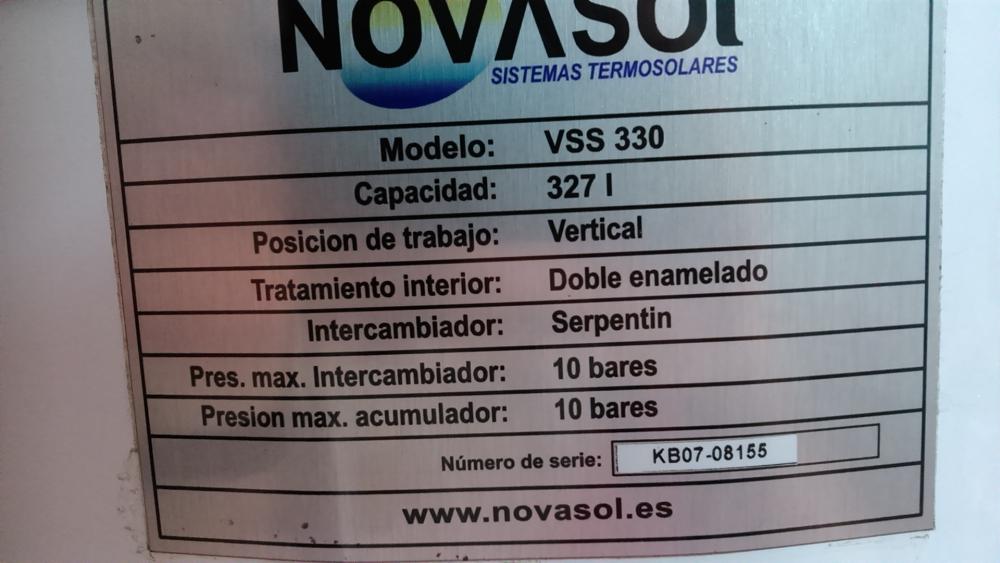 NOVASOL
SISTEMAS TERMOSOLARES
Modelo: VSS 330
Capacidad: 327 l
Posicion de trabajo: Vertical
Tratamiento interior: Doble enamelado
Intercambiador: Serpentin
Pres. max. Intercambiador: 10 bares
Presion max. acumulador: 10 bares
Número de serie: KB07-08155
www.novasol.es